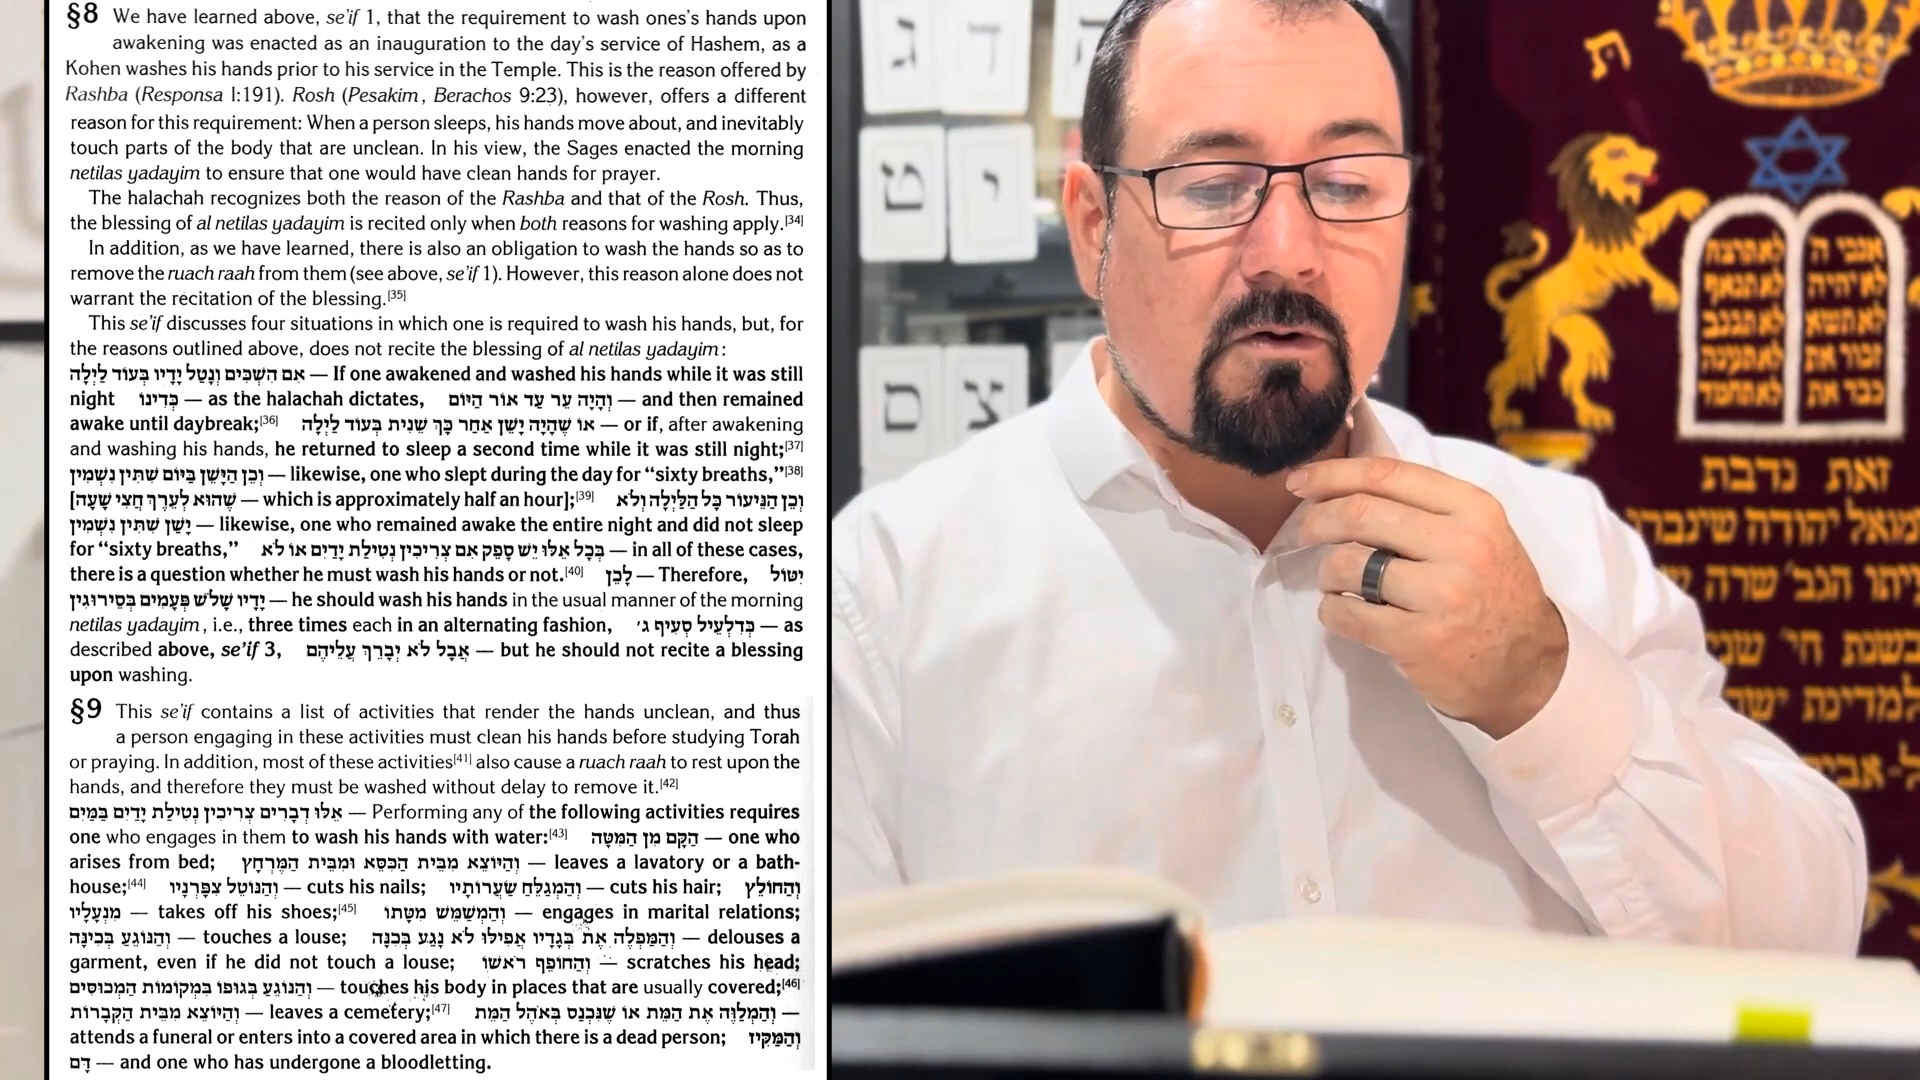 §8 We have learned above, se'if 1, that the requirement to wash ones's hands upon
awakening was enacted as an inauguration to the day's service of Hashem, as a
Kohen washes his hands prior to his service in the Temple. This is the reason offered by
Rashba (Responsa I:191). Rosh (Pesakim, Berachos 9:23), however, offers a different
reason for this requirement: When a person sleeps, his hands move about, and inevitably
touch parts of the body that are unclean. In his view, the Sages enacted the morning
netilas yadayim to ensure that one would have clean hands for prayer.
The halachah recognizes both the reason of the Rashba and that of the Rosh. Thus,
the blessing of al netilas yadayim is recited only when both reasons for washing apply.[34]
In addition, as we have learned, there is also an obligation to wash the hands so as to
remove the ruach raah from them (see above, se'if 1). However, this reason alone does not
warrant the recitation of the blessing.[35]
This se'if discusses four situations in which one is required to wash his hands, but, for
the reasons outlined above, does not recite the blessing of al netilas yadayim:
אִם הִשְׁכִּים וְנָטַל יָדָיו בְּעוֹד לַיְלָה — If one awakened and washed his hands while it was still
night כְּדִינוֹ — as the halachah dictates, וְהָיָה עֵר עַד אוֹר הַיּוֹם — and then remained
awake until daybreak;[36] אוֹ שֶׁהָיָה יָשֵׁן אַחַר כָּךְ שֵׁנִית בְּעוֹד לַיְלָה — or if, after awakening
and washing his hands, he returned to sleep a second time while it was still night;[37]
וְכֵן הַיָּשֵׁן בַּיּוֹם שִׁתִּין נִשְׁמִין — likewise, one who slept during the day for “sixty breaths,”[38]
[שֶׁהוּא לְעֶרֶךְ חֲצִי שָׁעָה — which is approximately half an hour];[39] וְכֵן הַנֵּיעוֹר כָּל הַלַּיְלָה וְלֹא
יָשַׁן שִׁתִּין נִשְׁמִין — likewise, one who remained awake the entire night and did not sleep
for “sixty breaths,” בְּכָל אֵלּוּ יֵשׁ סָפֵק אִם צְרִיכִין נְטִילַת יָדַיִם אוֹ לֹא — in all of these cases,
there is a question whether he must wash his hands or not.[40] לָכֵן — Therefore, יִטּוֹל
יָדָיו שָׁלֹשׁ פְּעָמִים בְּסֵירוּגִין — he should wash his hands in the usual manner of the morning
netilas yadayim, i.e., three times each in an alternating fashion, כְּדִלְעֵיל סְעִיף ג׳ — as
described above, se'if 3, אֲבָל לֹא יְבָרֵךְ עֲלֵיהֶם — but he should not recite a blessing
upon washing.
§9 This se'if contains a list of activities that render the hands unclean, and thus
a person engaging in these activities must clean his hands before studying Torah
or praying. In addition, most of these activities[41] also cause a ruach raah to rest upon the
hands, and therefore they must be washed without delay to remove it.[42]
אֵלּוּ דְּבָרִים צְרִיכִין נְטִילַת יָדַיִם בְּמַיִם — Performing any of the following activities requires
one who engages in them to wash his hands with water:[43] הַקָּם מִן הַמִּטָּה — one who
arises from bed; וְהַיּוֹצֵא מִבֵּית הַכִּסֵּא וּמִבֵּית הַמֶּרְחָץ — leaves a lavatory or a bath-
house;[44] וְהַנּוֹטֵל צִפָּרְנָיו — cuts his nails; וְהַמְגַלֵּחַ שַׂעֲרוֹתָיו — cuts his hair; וְהַחוֹלֵץ
מִנְעָלָיו — takes off his shoes;[45] וְהַמְשַׁמֵּשׁ מִטָּתוֹ — engages in marital relations;
וְהַנּוֹגֵעַ בְּכִינָה — touches a louse; וְהַמְפַלֶּה אֶת בְּגָדָיו אֲפִילּוּ לֹא נָגַע בְּכִנָּה — delouses a
garment, even if he did not touch a louse; וְהַחוֹפֵף רֹאשׁוֹ — scratches his head;
וְהַנּוֹגֵעַ בְּגוּפוֹ בִּמְקוֹמוֹת הַמְכוּסִּים — touches his body in places that are usually covered;[46]
וְהַיּוֹצֵא מִבֵּית הַקְּבָרוֹת — leaves a cemetery;[47] וְהַמְלַוֶּה אֶת הַמֵּת אוֹ שֶׁנִּכְנַס בְּאֹהֶל הַמֵּת —
attends a funeral or enters into a covered area in which there is a dead person; וְהַמַּקִּיז
דָּם — and one who has undergone a bloodletting.
ג ד
ט י
ס צ
ת
אנכי ה לא תרצח
לא יהיה לא תנאף
לא תשא לא תגנב
זכור את לא תענה
כבד את לא תחמד
זאת נדבת
יהודה
שרה
בשנת חי